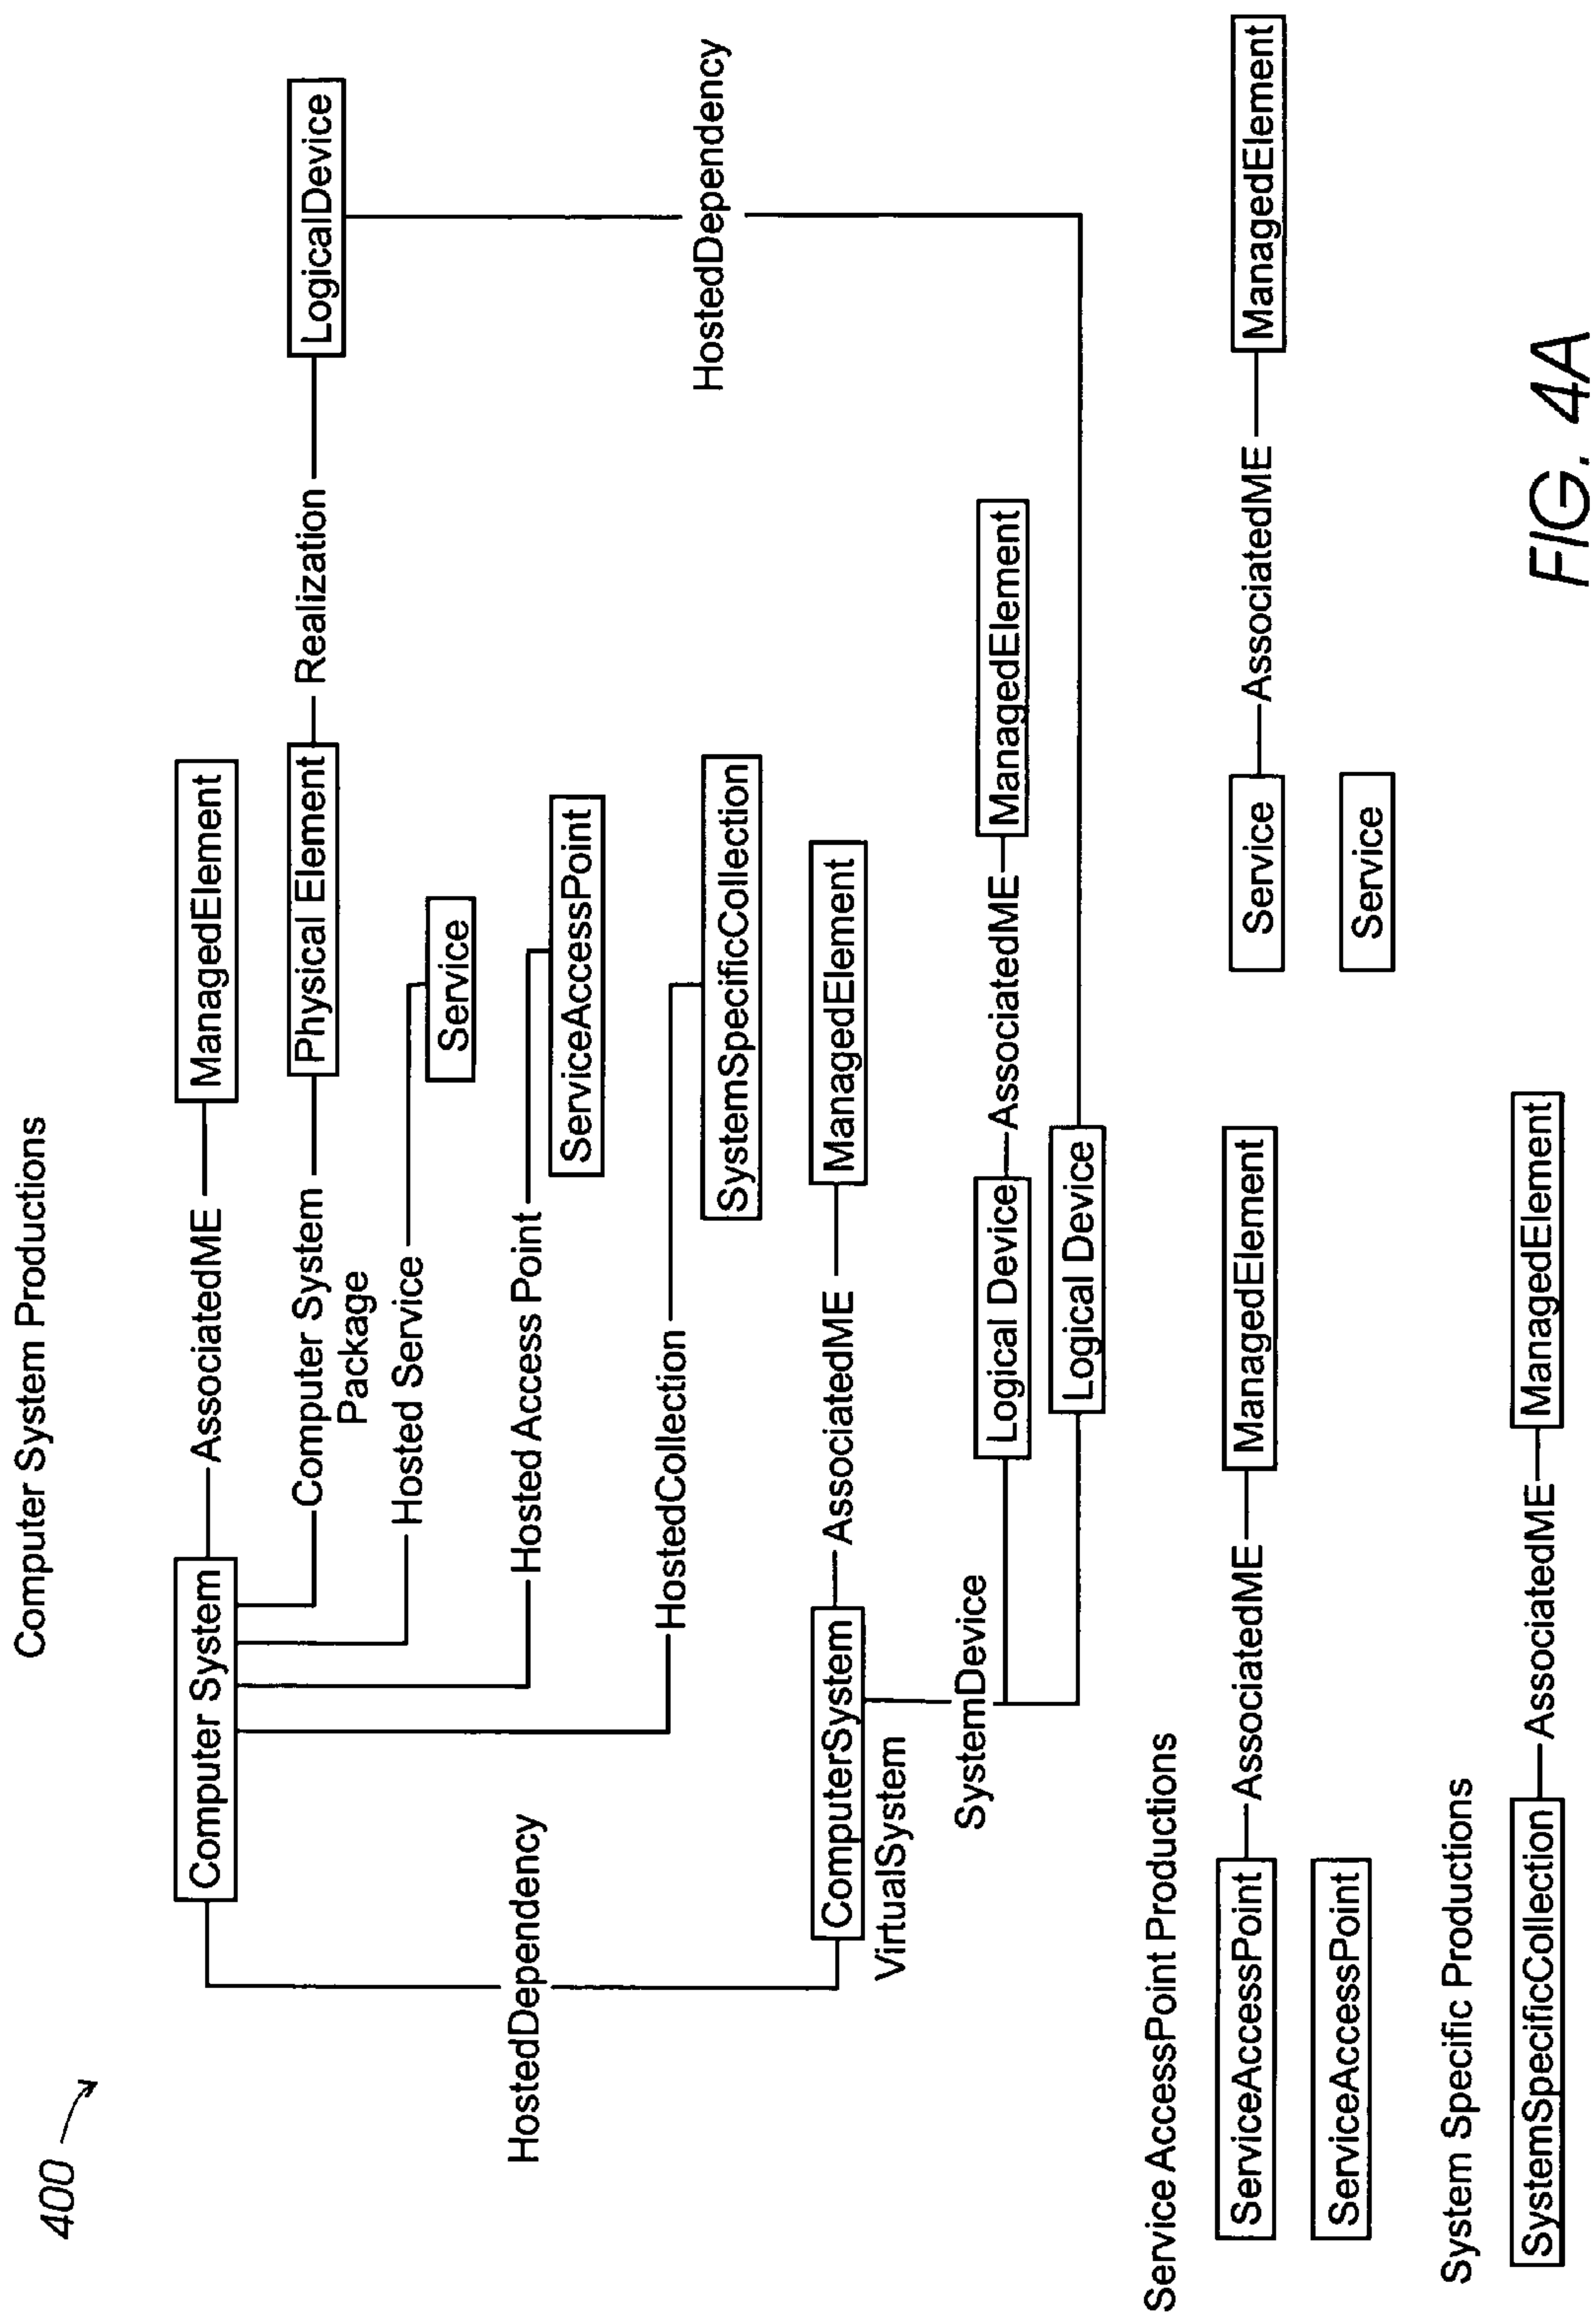 400
Computer System Productions
Computer System
AssociatedME
ManagedElement
Computer System
Package
Physical Element
Realization
LogicalDevice
Hosted Service
Service
Hosted Access Point
ServiceAccessPoint
HostedDependency
HostedCollection
SystemSpecificCollection
HostedDependency
ComputerSystem
VirtualSystem
AssociatedME
ManagedElement
SystemDevice
Logical Device
AssociatedME
ManagedElement
Logical Device
Service AccessPoint Productions
ServiceAccessPoint
AssociatedME
ManagedElement
Service
AssociatedME
ManagedElement
ServiceAccessPoint
Service
System Specific Productions
SystemSpecificCollection
AssociatedME
ManagedElement
FIG. 4A